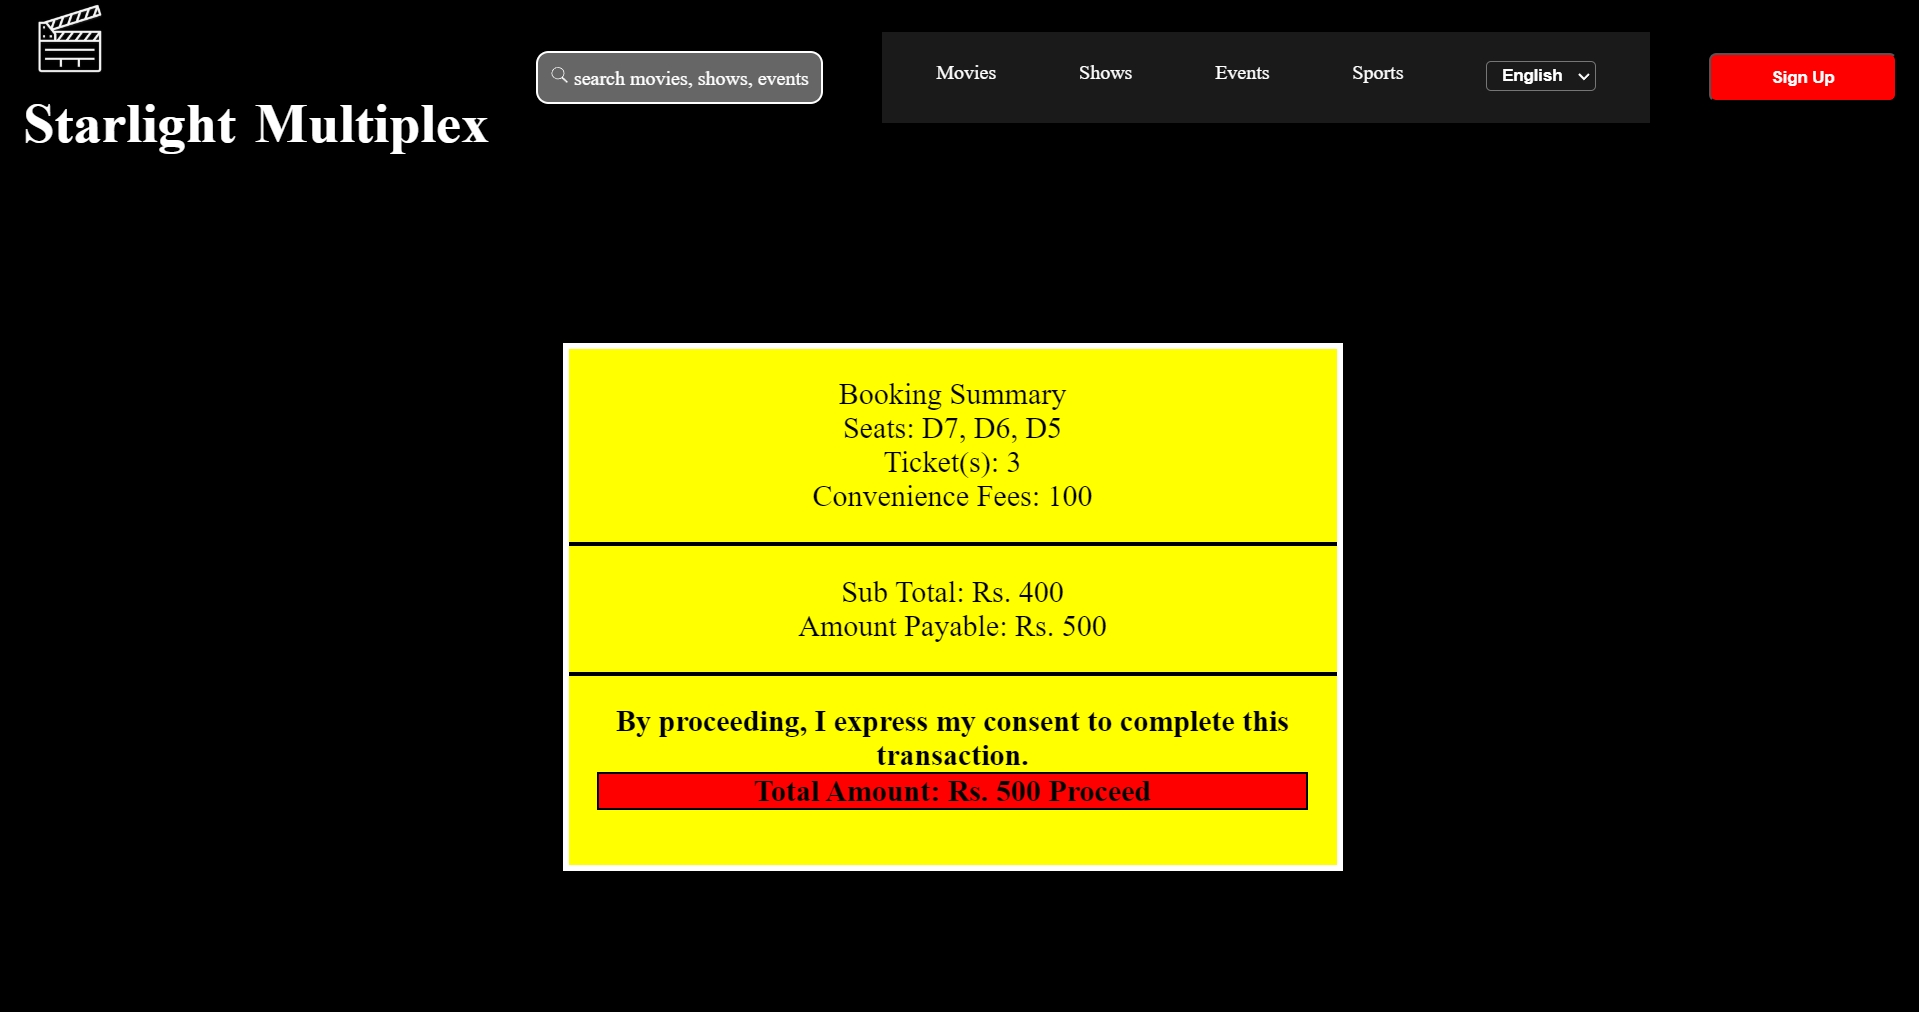 Starlight Multiplex
search movies, shows, events
Movies
Shows
Events
Sports
English
Sign Up
Booking Summary
Seats: D7, D6, D5
Ticket(s): 3
Convenience Fees: 100
Sub Total: Rs. 400
Amount Payable: Rs. 500
By proceeding, I express my consent to complete this
transaction.
Total Amount: Rs. 500 Proceed